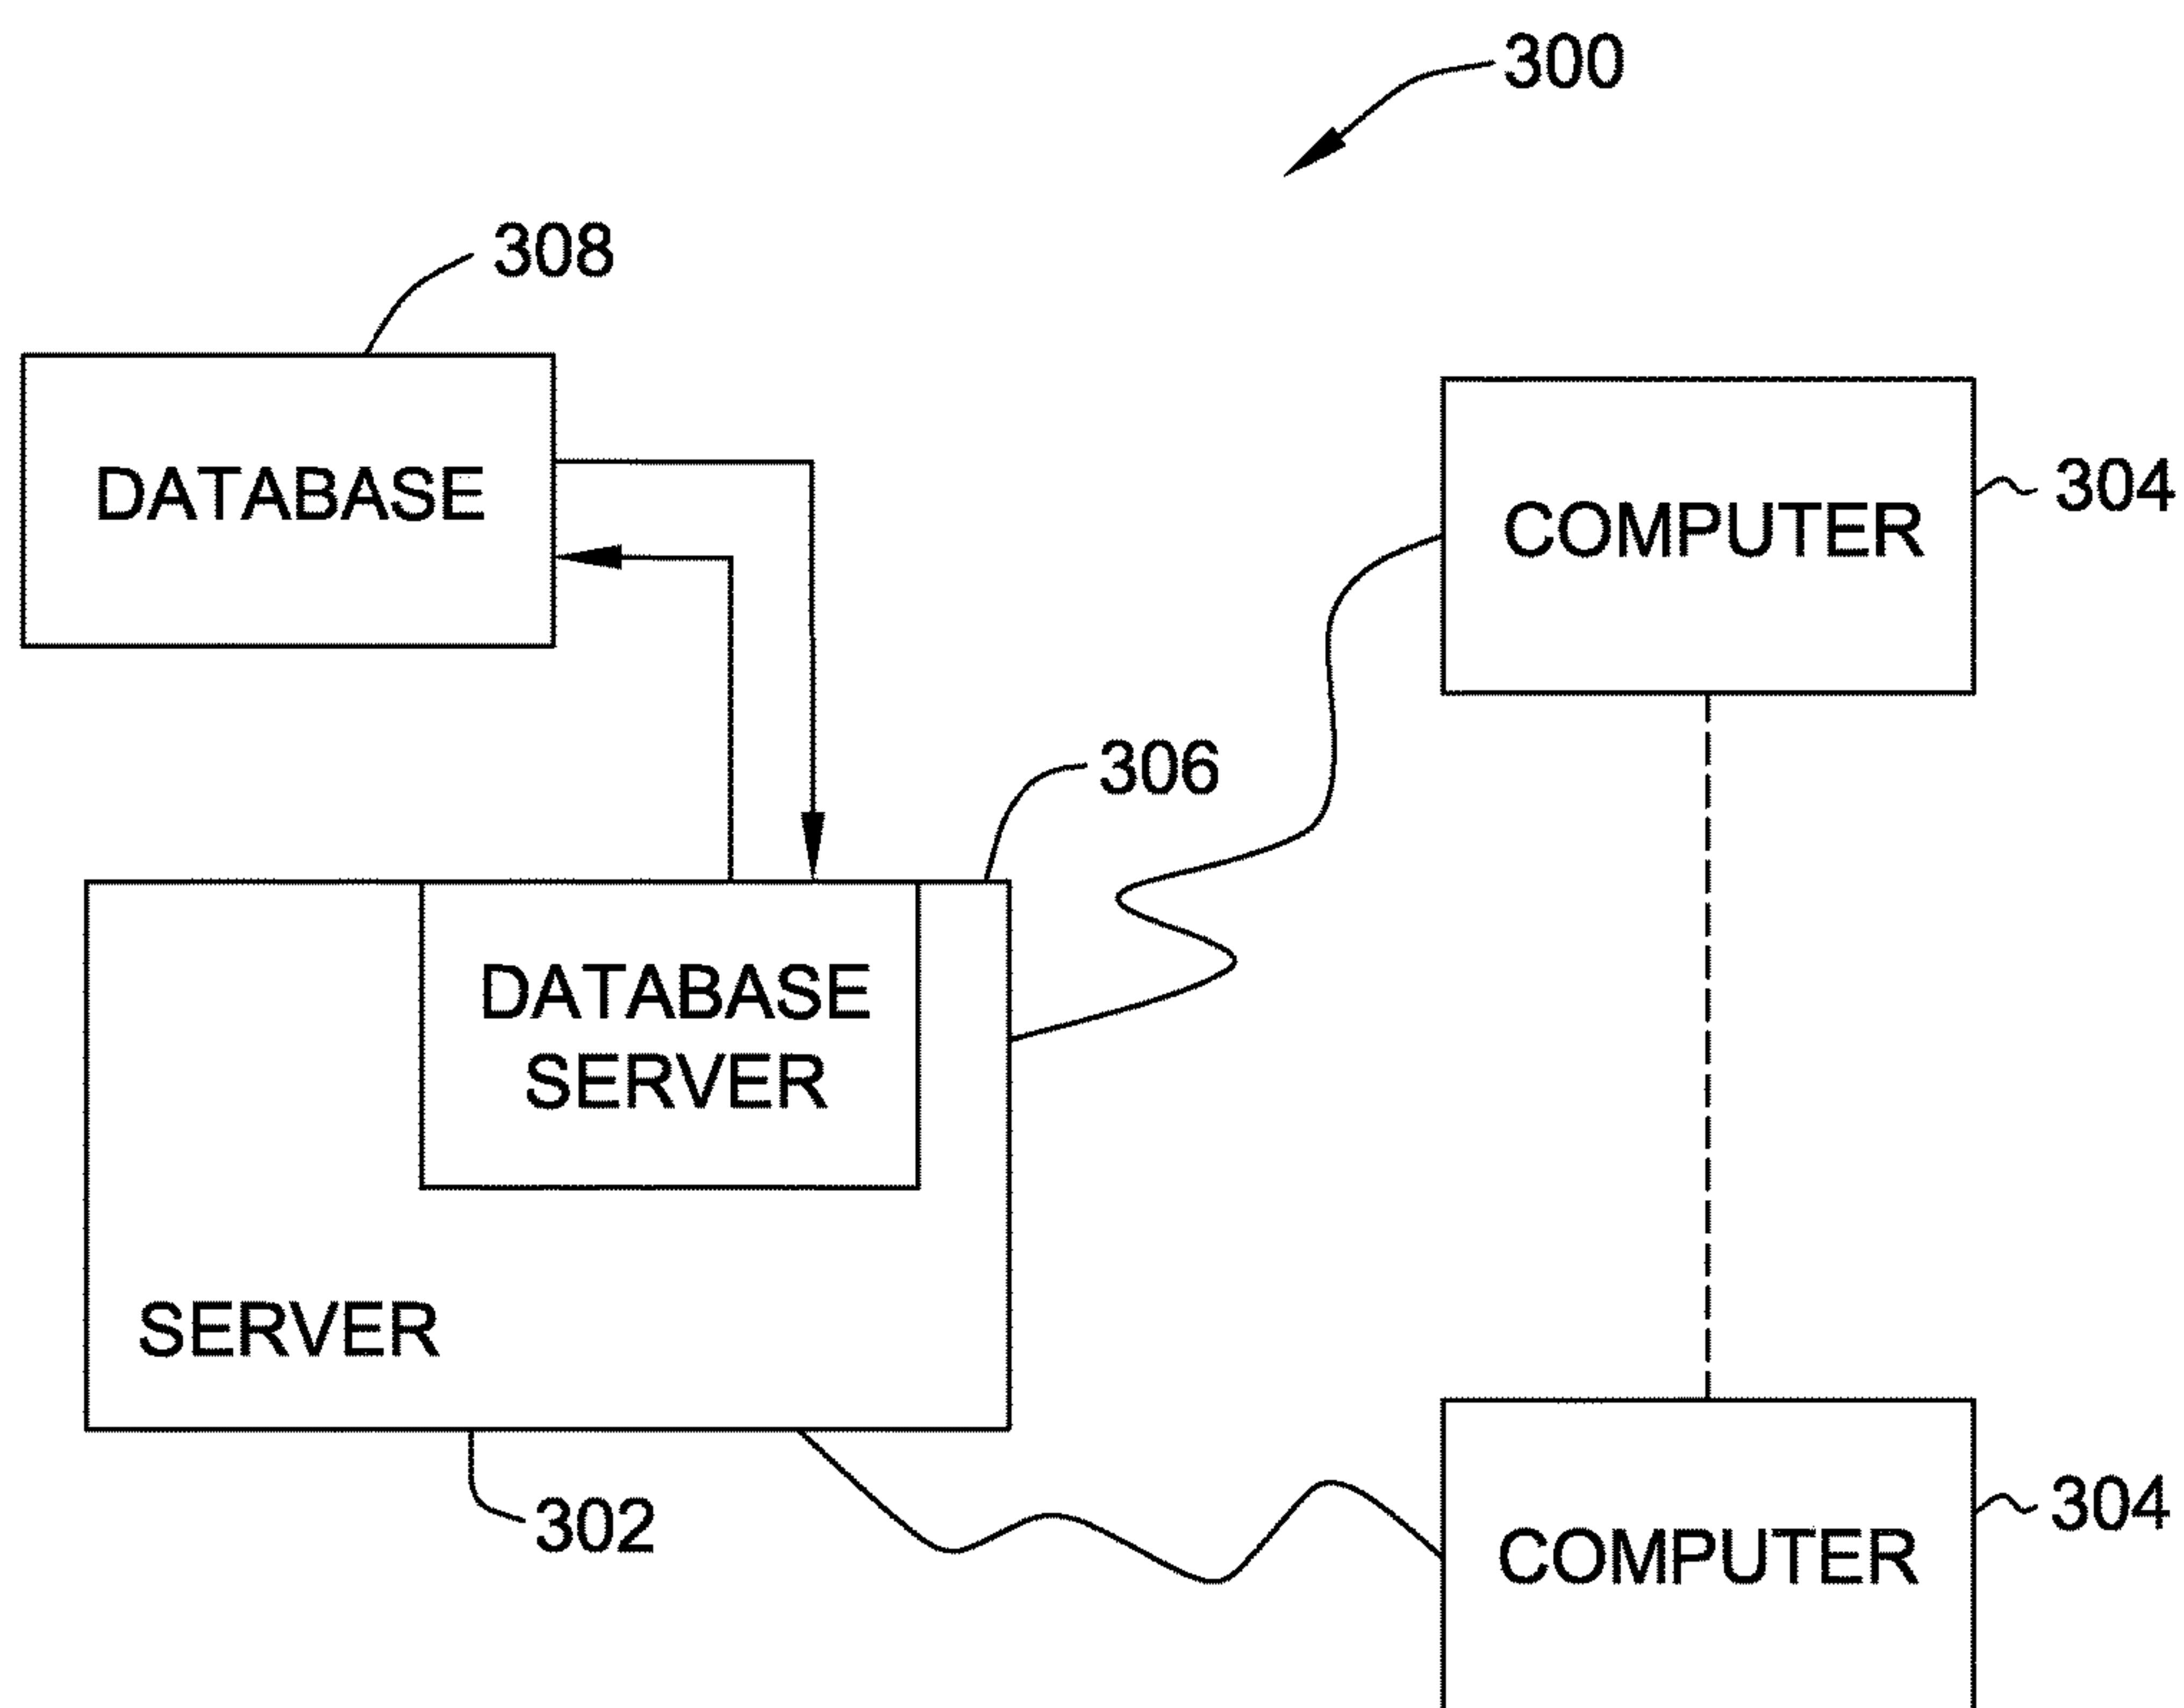 300
308
DATABASE
COMPUTER
304
306
DATABASE
SERVER
SERVER
302
COMPUTER
304